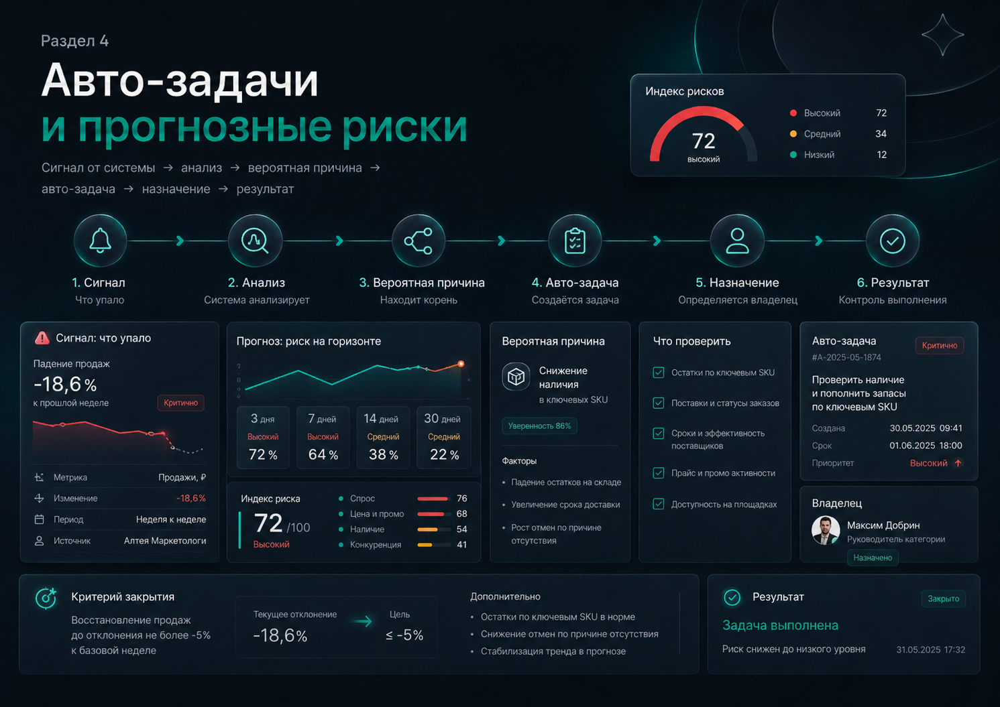 Раздел 4
Авто-задачи
и прогнозные риски
Сигнал от системы → анализ → вероятная причина →
авто-задача → назначение → результат
Индекс рисков
72
высокий
Высокий 72
Средний 34
Низкий 12
1. Сигнал
Что упало
2. Анализ
Система анализирует
3. Вероятная причина
Находит корень
4. Авто-задача
Создаётся задача
5. Назначение
Определяется владелец
6. Результат
Контроль выполнения
Сигнал: что упало
Падение продаж
-18,6 %
к прошлой неделе
Критично
Метрика Продажи, ₽
Изменение -18,6%
Период Неделя к неделе
Источник Алтея Маркетологи
Прогноз: риск на горизонте
3 дня
Высокий
72 %
7 дней
Высокий
64 %
14 дней
Средний
38 %
30 дней
Средний
22 %
Индекс риска
72 /100
Высокий
Спрос 76
Цена и промо 68
Наличие 54
Конкуренция 41
Вероятная причина
Снижение
наличия
в ключевых SKU
Уверенность 86%
Факторы
• Падение остатков на складе
• Увеличение срока доставки
• Рост отмен по причине
отсутствия
Что проверить
Остатки по ключевым SKU
Поставки и статусы заказов
Сроки и эффективность
поставщиков
Прайс и промо активности
Доступность на площадках
Авто-задача
Критично
#A-2025-05-1874
Проверить наличие
и пополнить запасы
по ключевым SKU
Создана 30.05.2025 09:41
Срок 01.06.2025 18:00
Приоритет Высокий ↑
Владелец
Максим Добрин
Руководитель категории
Назначено
Критерий закрытия
Восстановление продаж
до отклонения не более -5%
к базовой неделе
Текущее отклонение
-18,6%
→
Цель
≤ -5%
Дополнительно
• Остатки по ключевым SKU в норме
• Снижение отмен по причине отсутствия
• Стабилизация тренда в прогнозе
Результат
Закрыто
Задача выполнена
Риск снижен до низкого уровня 31.05.2025 17:32